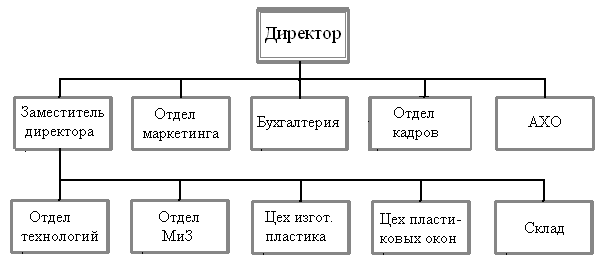 Директор
Заместитель
директора
Отдел
маркетинга
Бухгалтерия
Отдел
кадров
АХО
Отдел
технологий
Отдел
МиЗ
Цех изгот.
пластика
Цех пласти-
ковых окон
Склад